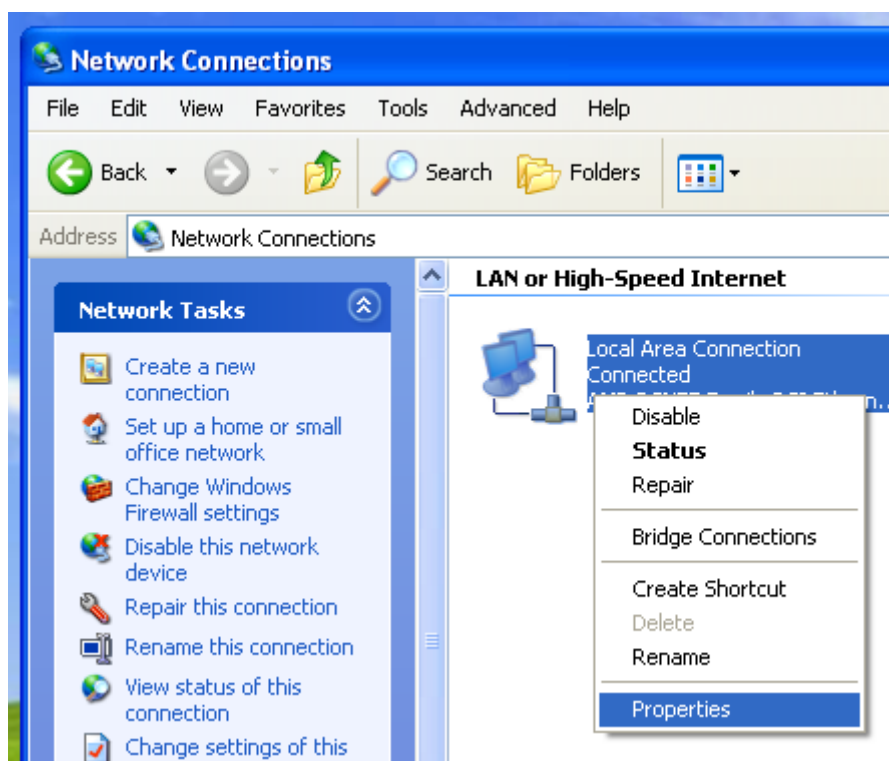 Network Connections
File Edit View Favorites Tools Advanced Help
Back Search Folders
Address Network Connections
Network Tasks
Create a new
connection
Set up a home or small
office network
Change Windows
Firewall settings
Disable this network
device
Repair this connection
Rename this connection
View status of this
connection
Change settings of this
LAN or High-Speed Internet
Local Area Connection
Connected
Disable
Status
Repair
Bridge Connections
Create Shortcut
Delete
Rename
Properties